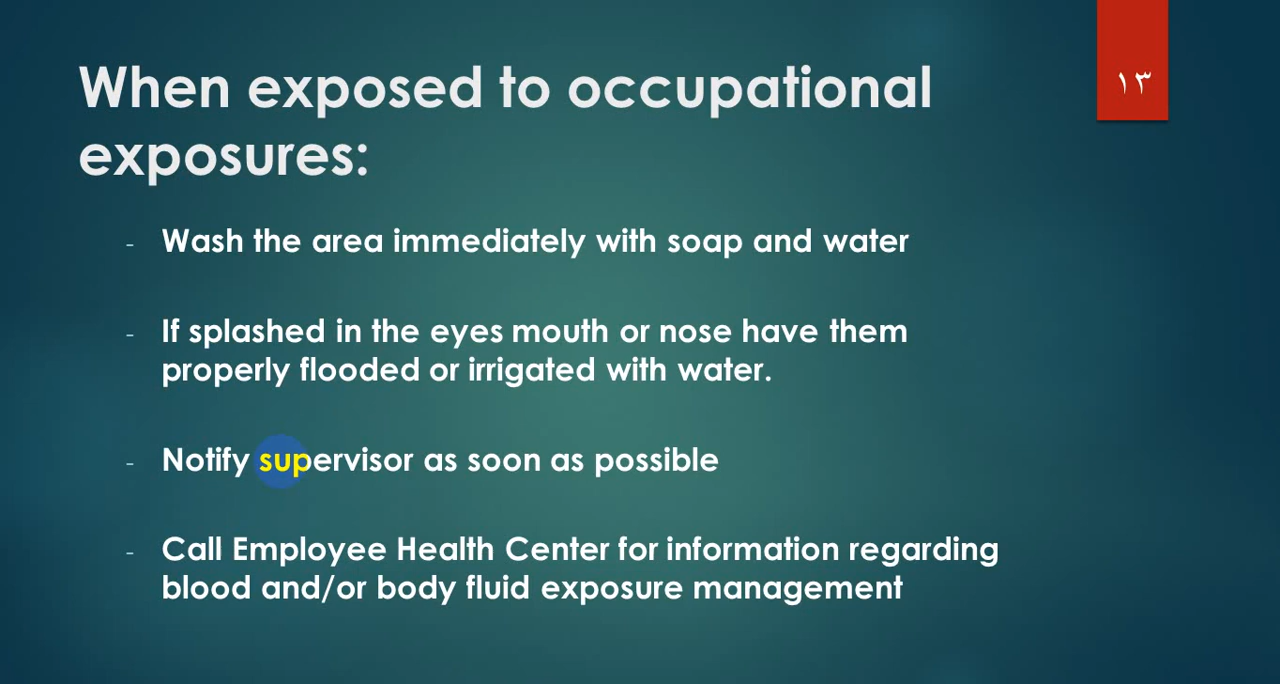 When exposed to occupational
exposures:
١٣
- Wash the area immediately with soap and water
- If splashed in the eyes mouth or nose have them
properly flooded or irrigated with water.
- Notify supervisor as soon as possible
- Call Employee Health Center for information regarding
blood and/or body fluid exposure management